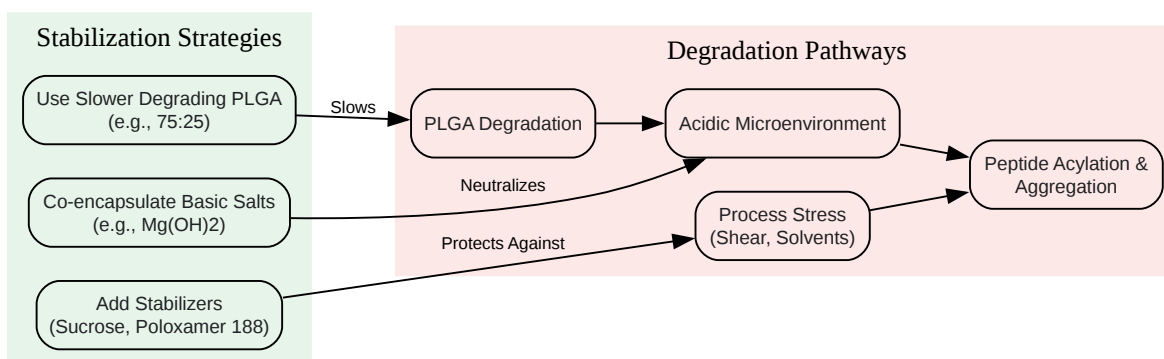 Stabilization Strategies
Use Slower Degrading PLGA
(e.g., 75:25)
Co-encapsulate Basic Salts
(e.g., Mg(OH)2)
Add Stabilizers
(Sucrose, Poloxamer 188)
Slows
Neutralizes
Protects Against
Degradation Pathways
PLGA Degradation
Acidic Microenvironment
Process Stress
(Shear, Solvents)
Peptide Acylation &
Aggregation